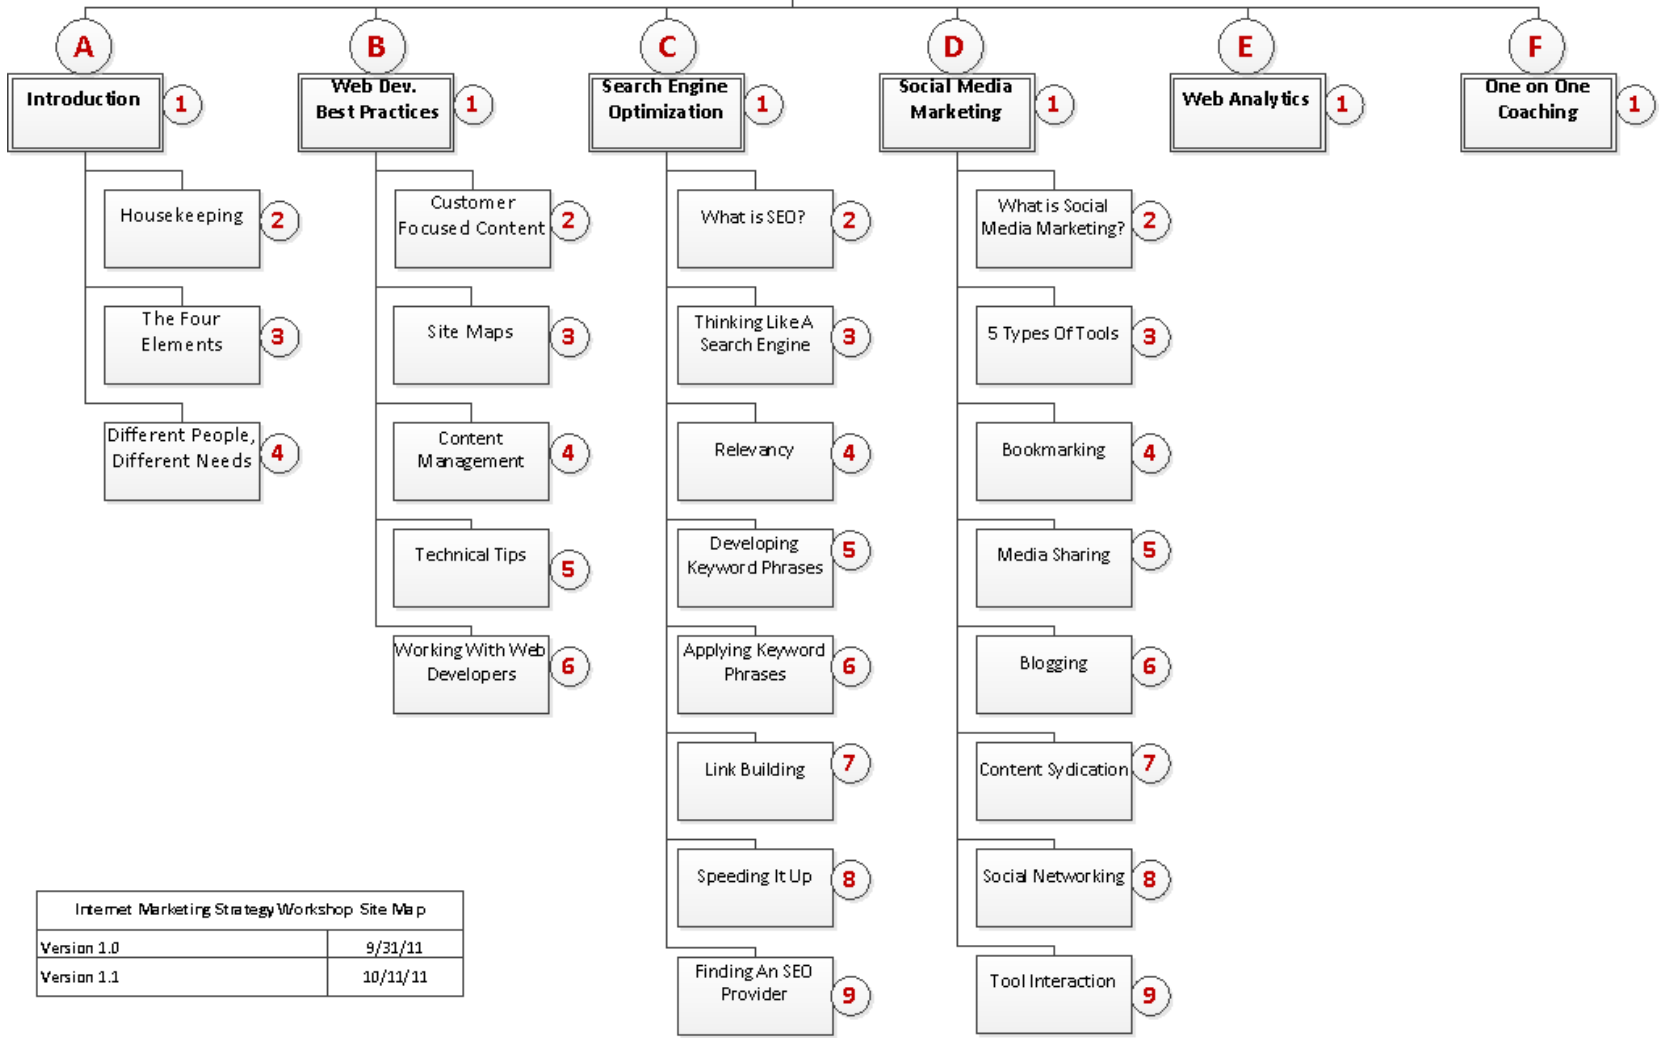 A
B
C
D
E
F
Introduction
1
Web Dev.
Best Practices
1
Search Engine
Optimization
1
Social Media
Marketing
1
Web Analytics
1
One on One
Coaching
1
Housekeeping
2
The Four
Elements
3
Different People,
Different Needs
4
Customer
Focused Content
2
Site Maps
3
Content
Management
4
Technical Tips
5
Working With Web
Developers
6
What is SEO?
2
Thinking Like A
Search Engine
3
Relevancy
4
Developing
Keyword Phrases
5
Applying Keyword
Phrases
6
Link Building
7
Speeding It Up
8
Finding An SEO
Provider
9
What is Social
Media Marketing?
2
5 Types Of Tools
3
Bookmarking
4
Media Sharing
5
Blogging
6
Content Sydication
7
Social Networking
8
Tool Interaction
9
Internet Marketing Strategy Workshop Site Map
Version 1.0 9/31/11
Version 1.1 10/11/11